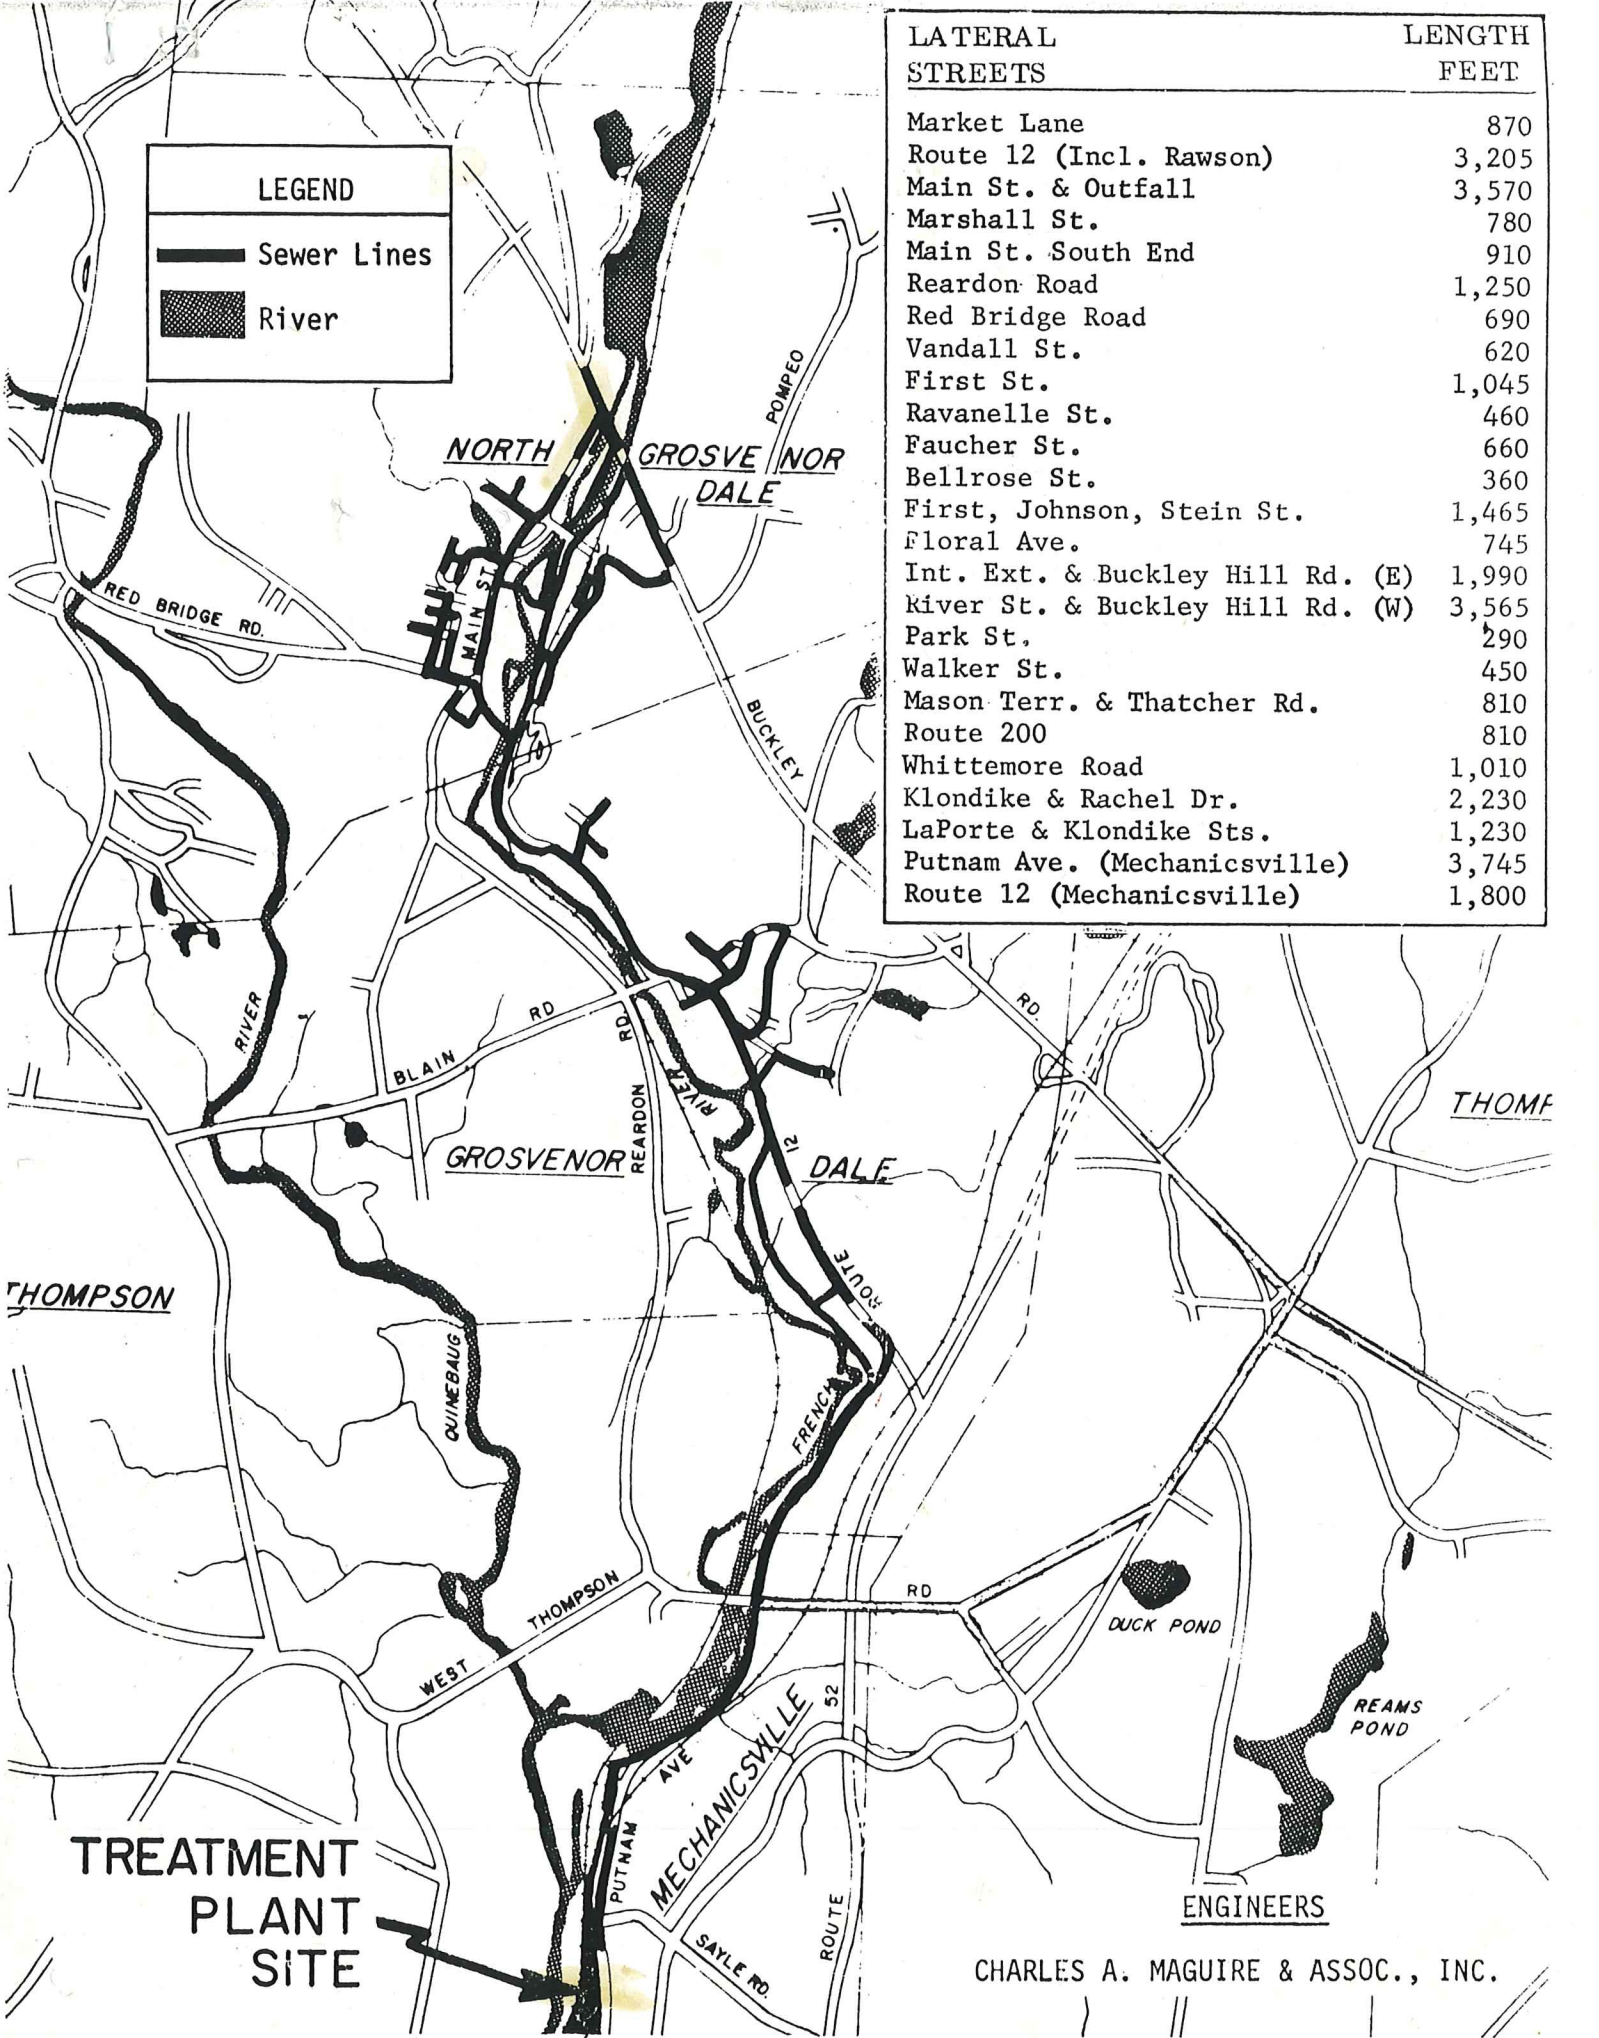 LATERAL LENGTH
STREETS FEET
Market Lane 870
Route 12 (Incl. Rawson) 3,205
Main St. & Outfall 3,570
Marshall St. 780
Main St. South End 910
Reardon Road 1,250
Red Bridge Road 690
Vandall St. 620
First St. 1,045
Ravanelle St. 460
Faucher St. 660
Bellrose St. 360
First, Johnson, Stein St. 1,465
Floral Ave. 745
Int. Ext. & Buckley Hill Rd. (E) 1,990
River St. & Buckley Hill Rd. (W) 3,565
Park St. 290
Walker St. 450
Mason Terr. & Thatcher Rd. 810
Route 200 810
Whittemore Road 1,010
Klondike & Rachel Dr. 2,230
LaPorte & Klondike Sts. 1,230
Putnam Ave. (Mechanicsville) 3,745
Route 12 (Mechanicsville) 1,800
LEGEND
Sewer Lines
River
POMPEO
NORTH GROSVENOR
DALE
RED BRIDGE RD.
MAIN ST.
BUCKLEY
RD.
RIVER
BLAIN RD
RD.
REARDON
RIVER
12
THOMP
GROSVENOR DALE
ROUTE
THOMPSON
QUINEBAUG
FRENCH
WEST THOMPSON RD
DUCK POND
52
REAMS
POND
AVE
PUTNAM
MECHANICSVILLE
ROUTE
SAYLE RD.
TREATMENT
PLANT
SITE
ENGINEERS
CHARLES A. MAGUIRE & ASSOC., INC.